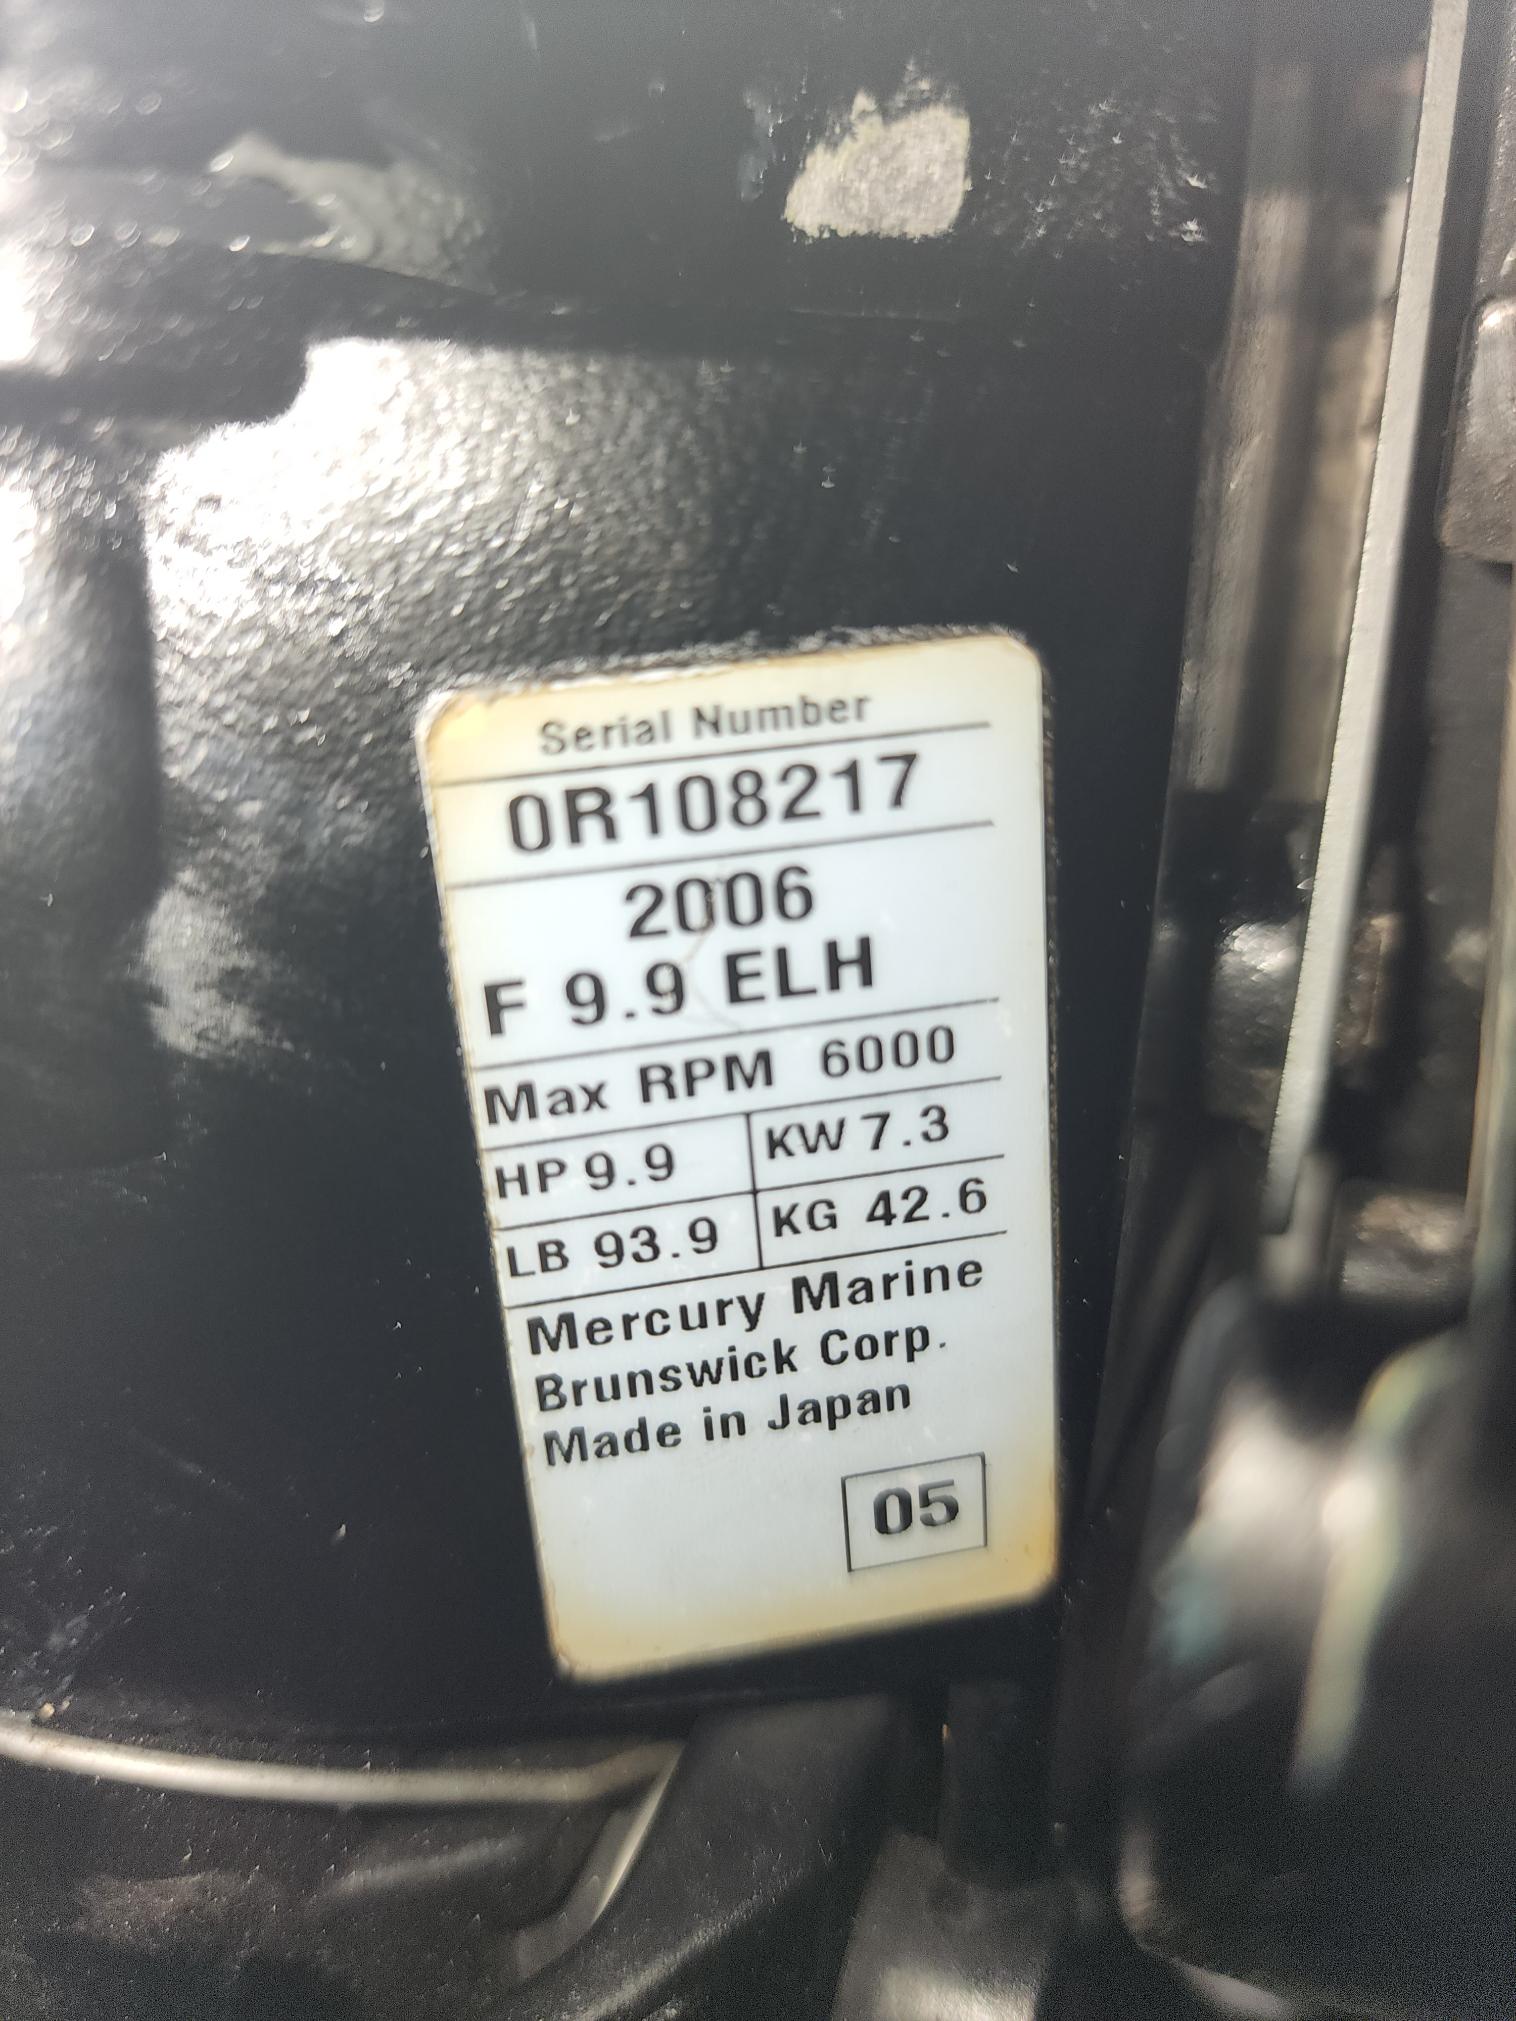 Serial Number
0R108217
2006
F 9.9 ELH
Max RPM 6000
HP 9.9 KW 7.3
LB 93.9 KG 42.6
Mercury Marine
Brunswick Corp.
Made in Japan
05